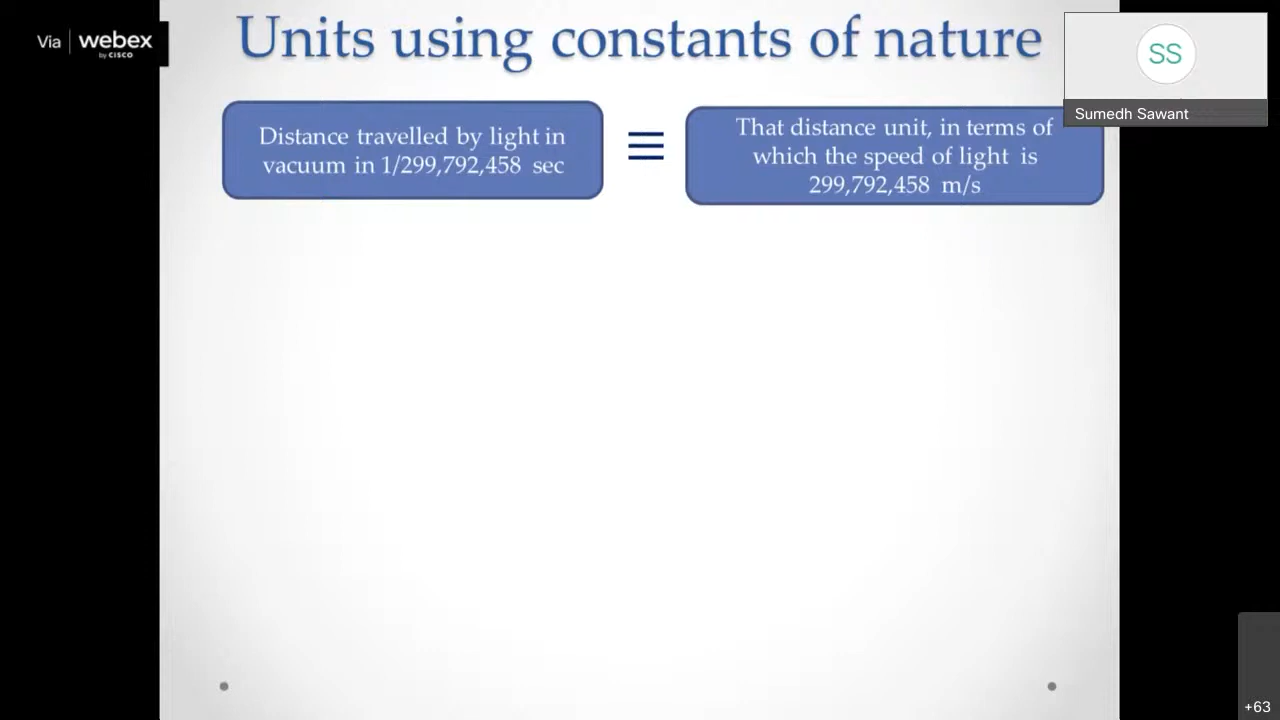 Via | webex
by CISCO
Units using constants of nature
SS
Sumedh Sawant
Distance travelled by light in
vacuum in 1/299,792,458 sec
≡
That distance unit, in terms of
which the speed of light is
299,792,458 m/s
+63